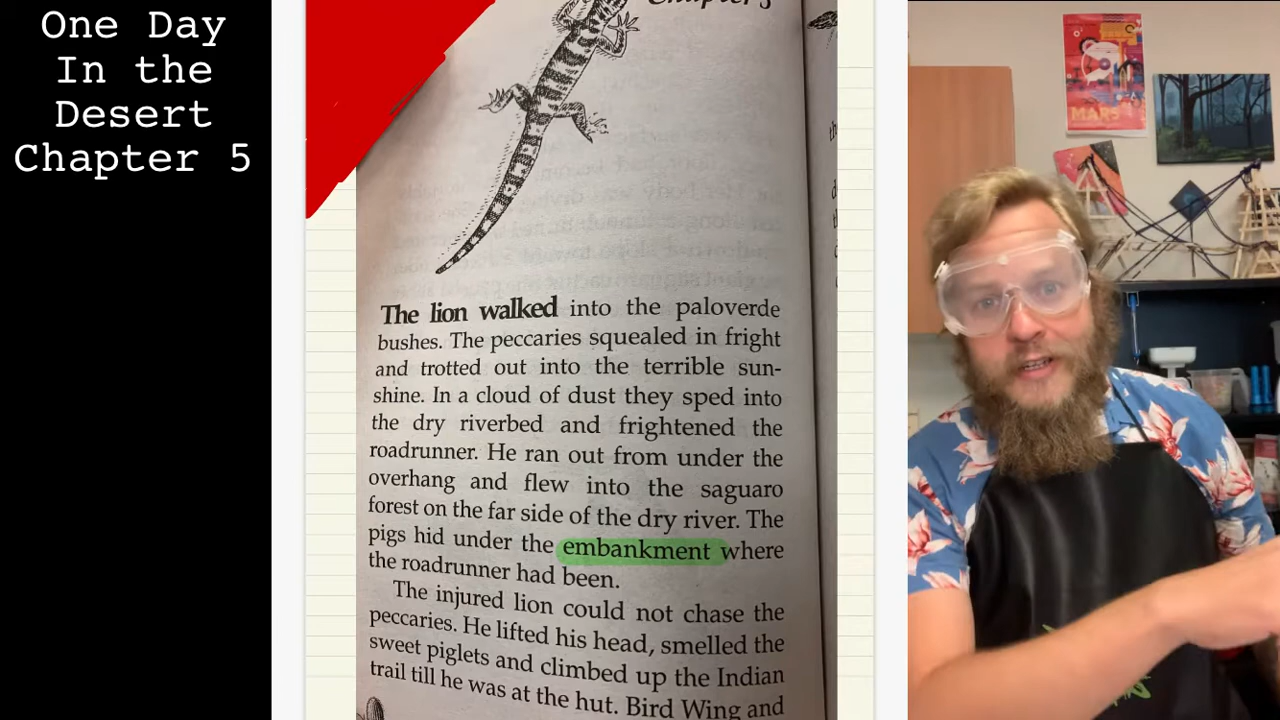 One Day
In the
Desert
Chapter 5
Chapter 5
The lion walked into the paloverde
bushes. The peccaries squealed in fright
and trotted out into the terrible sun-
shine. In a cloud of dust they sped into
the dry riverbed and frightened the
roadrunner. He ran out from under the
overhang and flew into the saguaro
forest on the far side of the dry river. The
pigs hid under the embankment where
the roadrunner had been.
The injured lion could not chase the
peccaries. He lifted his head, smelled the
sweet piglets and climbed up the Indian
trail till he was at the hut. Bird Wing and
MARS